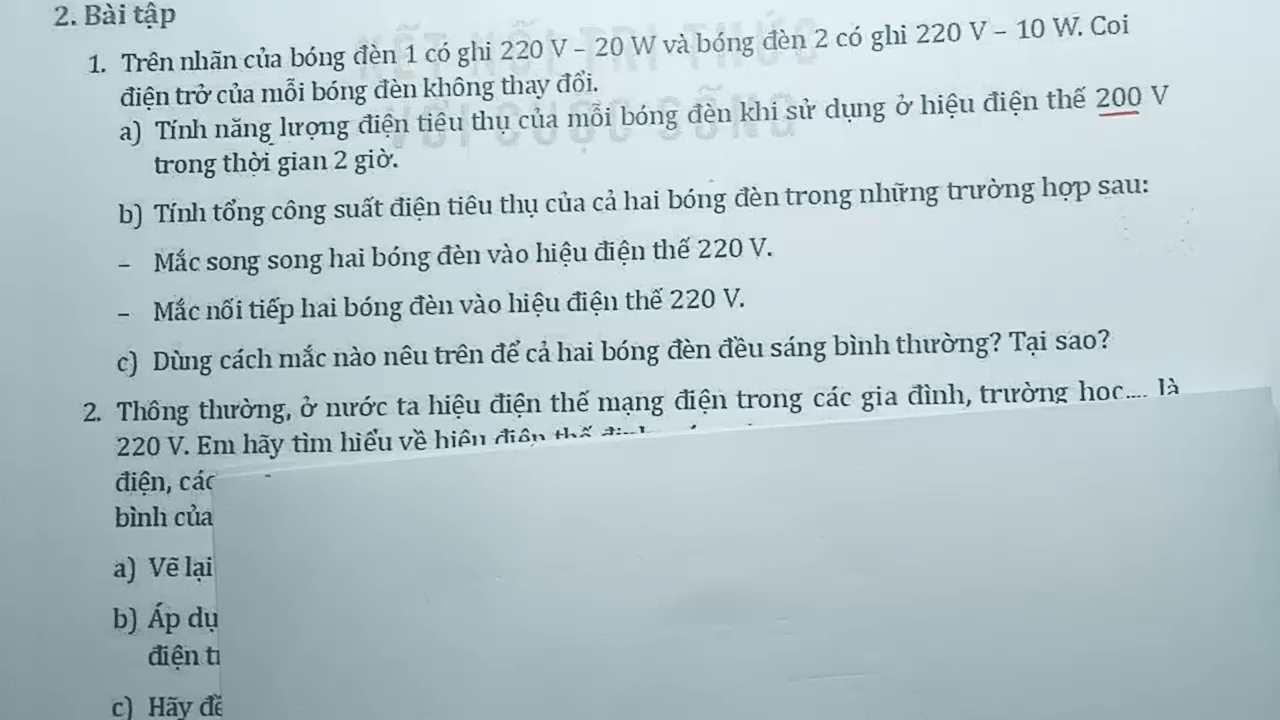 2. Bài tập
1. Trên nhãn của bóng đèn 1 có ghi 220 V – 20 W và bóng đèn 2 có ghi 220 V – 10 W. Coi
điện trở của mỗi bóng đèn không thay đổi.
a) Tính năng lượng điện tiêu thụ của mỗi bóng đèn khi sử dụng ở hiệu điện thế 200 V
trong thời gian 2 giờ.
b) Tính tổng công suất điện tiêu thụ của cả hai bóng đèn trong những trường hợp sau:
– Mắc song song hai bóng đèn vào hiệu điện thế 220 V.
– Mắc nối tiếp hai bóng đèn vào hiệu điện thế 220 V.
c) Dùng cách mắc nào nêu trên để cả hai bóng đèn đều sáng bình thường? Tại sao?
2. Thông thường, ở nước ta hiệu điện thế mạng điện trong các gia đình, trường học.... là
220 V. Em hãy tìm hiểu về hiệu điện thế
điện, các
bình của
a) Vẽ lại
b) Áp dụ
điện
c) Hãy đề